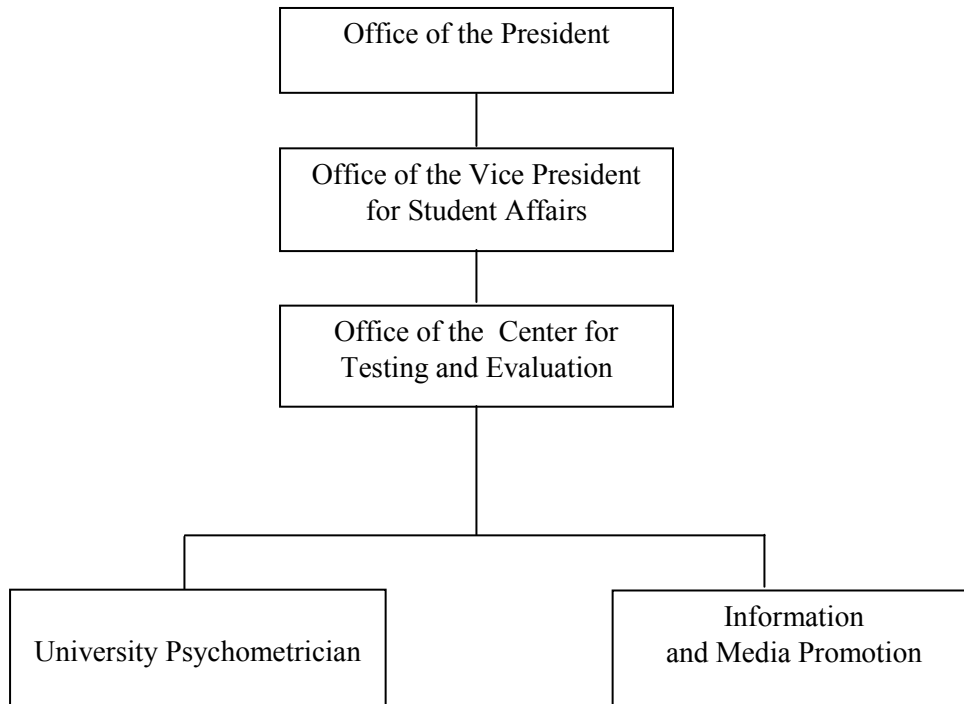 Office of the President
Office of the Vice President
for Student Affairs
Office of the Center for
Testing and Evaluation
University Psychometrician
Information
and Media Promotion